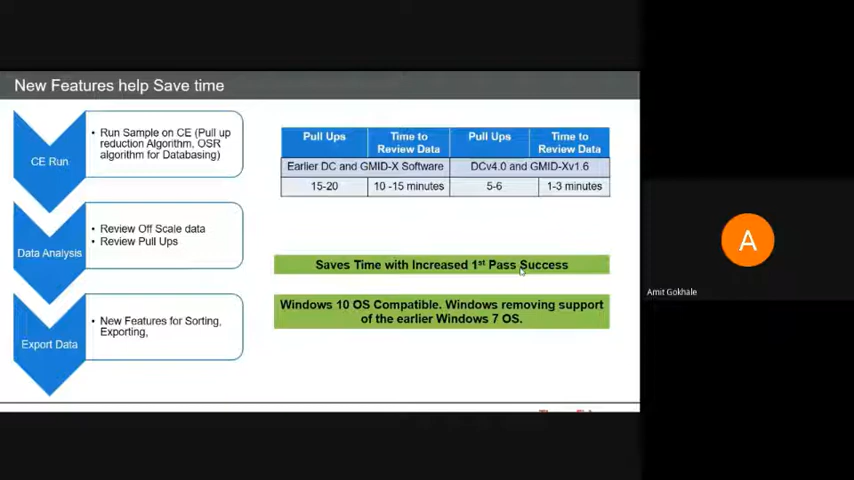 New Features help Save time
CE Run
• Run Sample on CE (Pull up
reduction Algorithm, OSR
algorithm for Databasing)
Data Analysis
• Review Off Scale data
• Review Pull Ups
Export Data
• New Features for Sorting,
Exporting,
Pull Ups
Time to
Review Data
Pull Ups
Time to
Review Data
Earlier DC and GMID-X Software
DCv4.0 and GMID-Xv1.6
15-20
10 -15 minutes
5-6
1-3 minutes
Saves Time with Increased 1st Pass Success
Windows 10 OS Compatible. Windows removing support
of the earlier Windows 7 OS.
A
Amit Gokhale